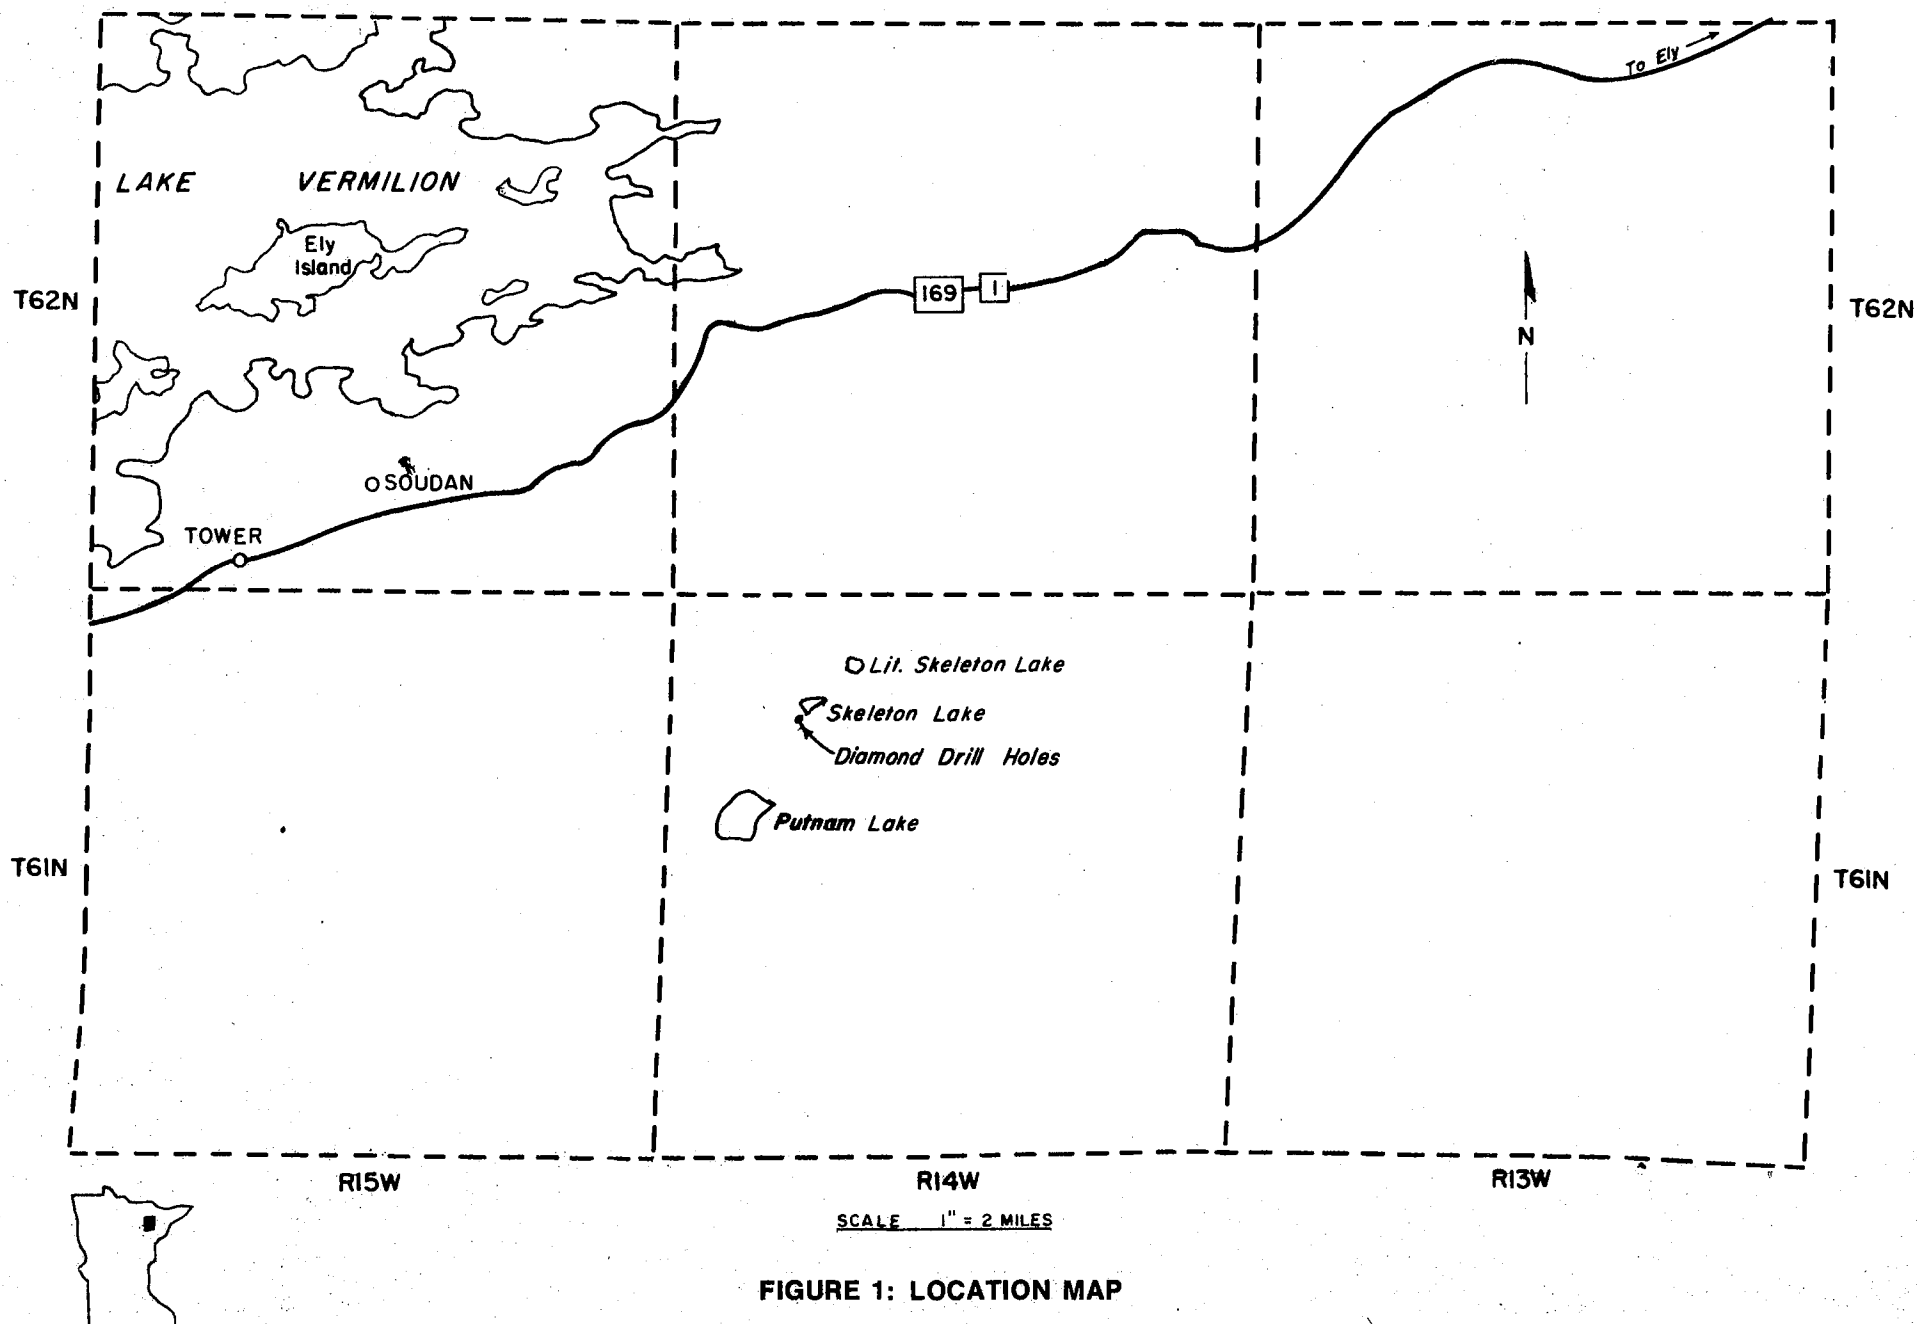 To Ely
LAKE VERMILION
Ely
Island
T62N
T62N
169
1
N
SOUDAN
TOWER
Lit. Skeleton Lake
Skeleton Lake
Diamond Drill Holes
Putnam Lake
T61N
T61N
R15W
R14W
R13W
SCALE 1" = 2 MILES
FIGURE 1: LOCATION MAP